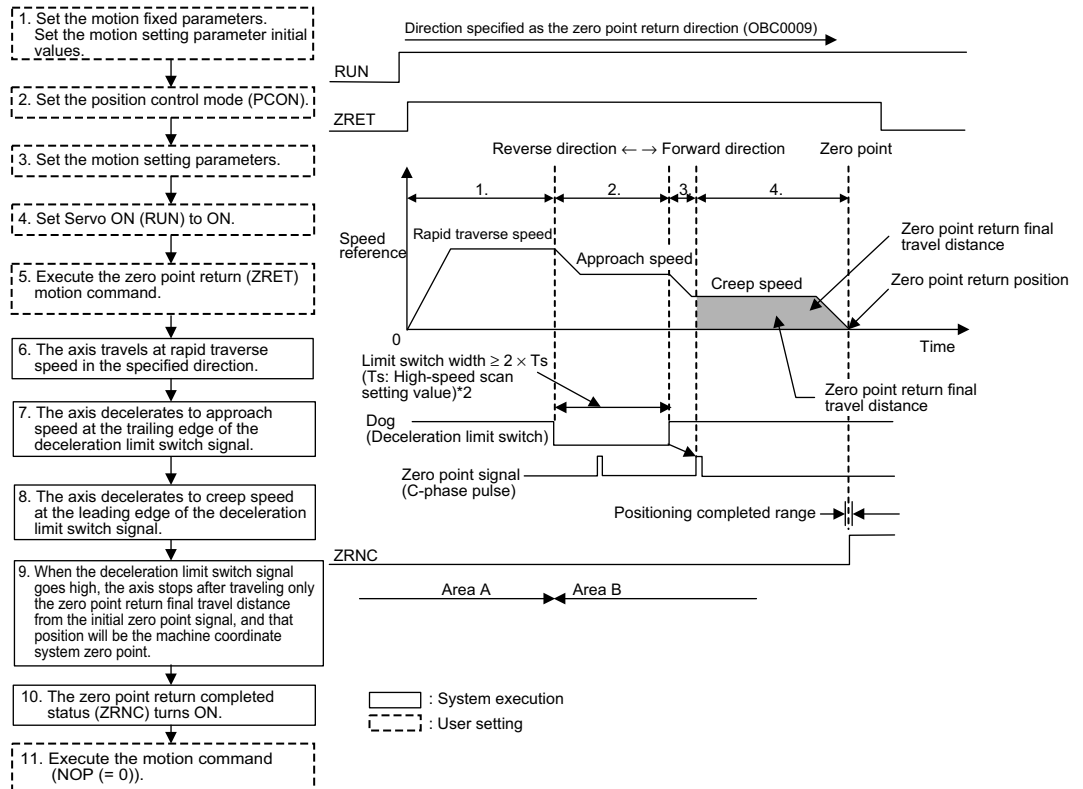 1. Set the motion fixed parameters.
Set the motion setting parameter initial
values.
2. Set the position control mode (PCON).
3. Set the motion setting parameters.
4. Set Servo ON (RUN) to ON.
5. Execute the zero point return (ZRET)
motion command.
6. The axis travels at rapid traverse
speed in the specified direction.
7. The axis decelerates to approach
speed at the trailing edge of the
deceleration limit switch signal.
8. The axis decelerates to creep speed
at the leading edge of the deceleration
limit switch signal.
9. When the deceleration limit switch signal
goes high, the axis stops after traveling only
the zero point return final travel distance
from the initial zero point signal, and that
position will be the machine coordinate
system zero point.
10. The zero point return completed
status (ZRNC) turns ON.
11. Execute the motion command
(NOP (= 0)).
Direction specified as the zero point return direction (OBC0009)
RUN
ZRET
Reverse direction ← → Forward direction
Zero point
1.
2.
3.
4.
Speed
reference
Rapid traverse speed
Approach speed
Creep speed
Zero point return final
travel distance
Zero point return position
0
Time
Limit switch width ≥ 2 × Ts
(Ts: High-speed scan
setting value)*2
Zero point return final
travel distance
Dog
(Deceleration limit switch)
Zero point signal
(C-phase pulse)
Positioning completed range
ZRNC
Area A
Area B
: System execution
: User setting